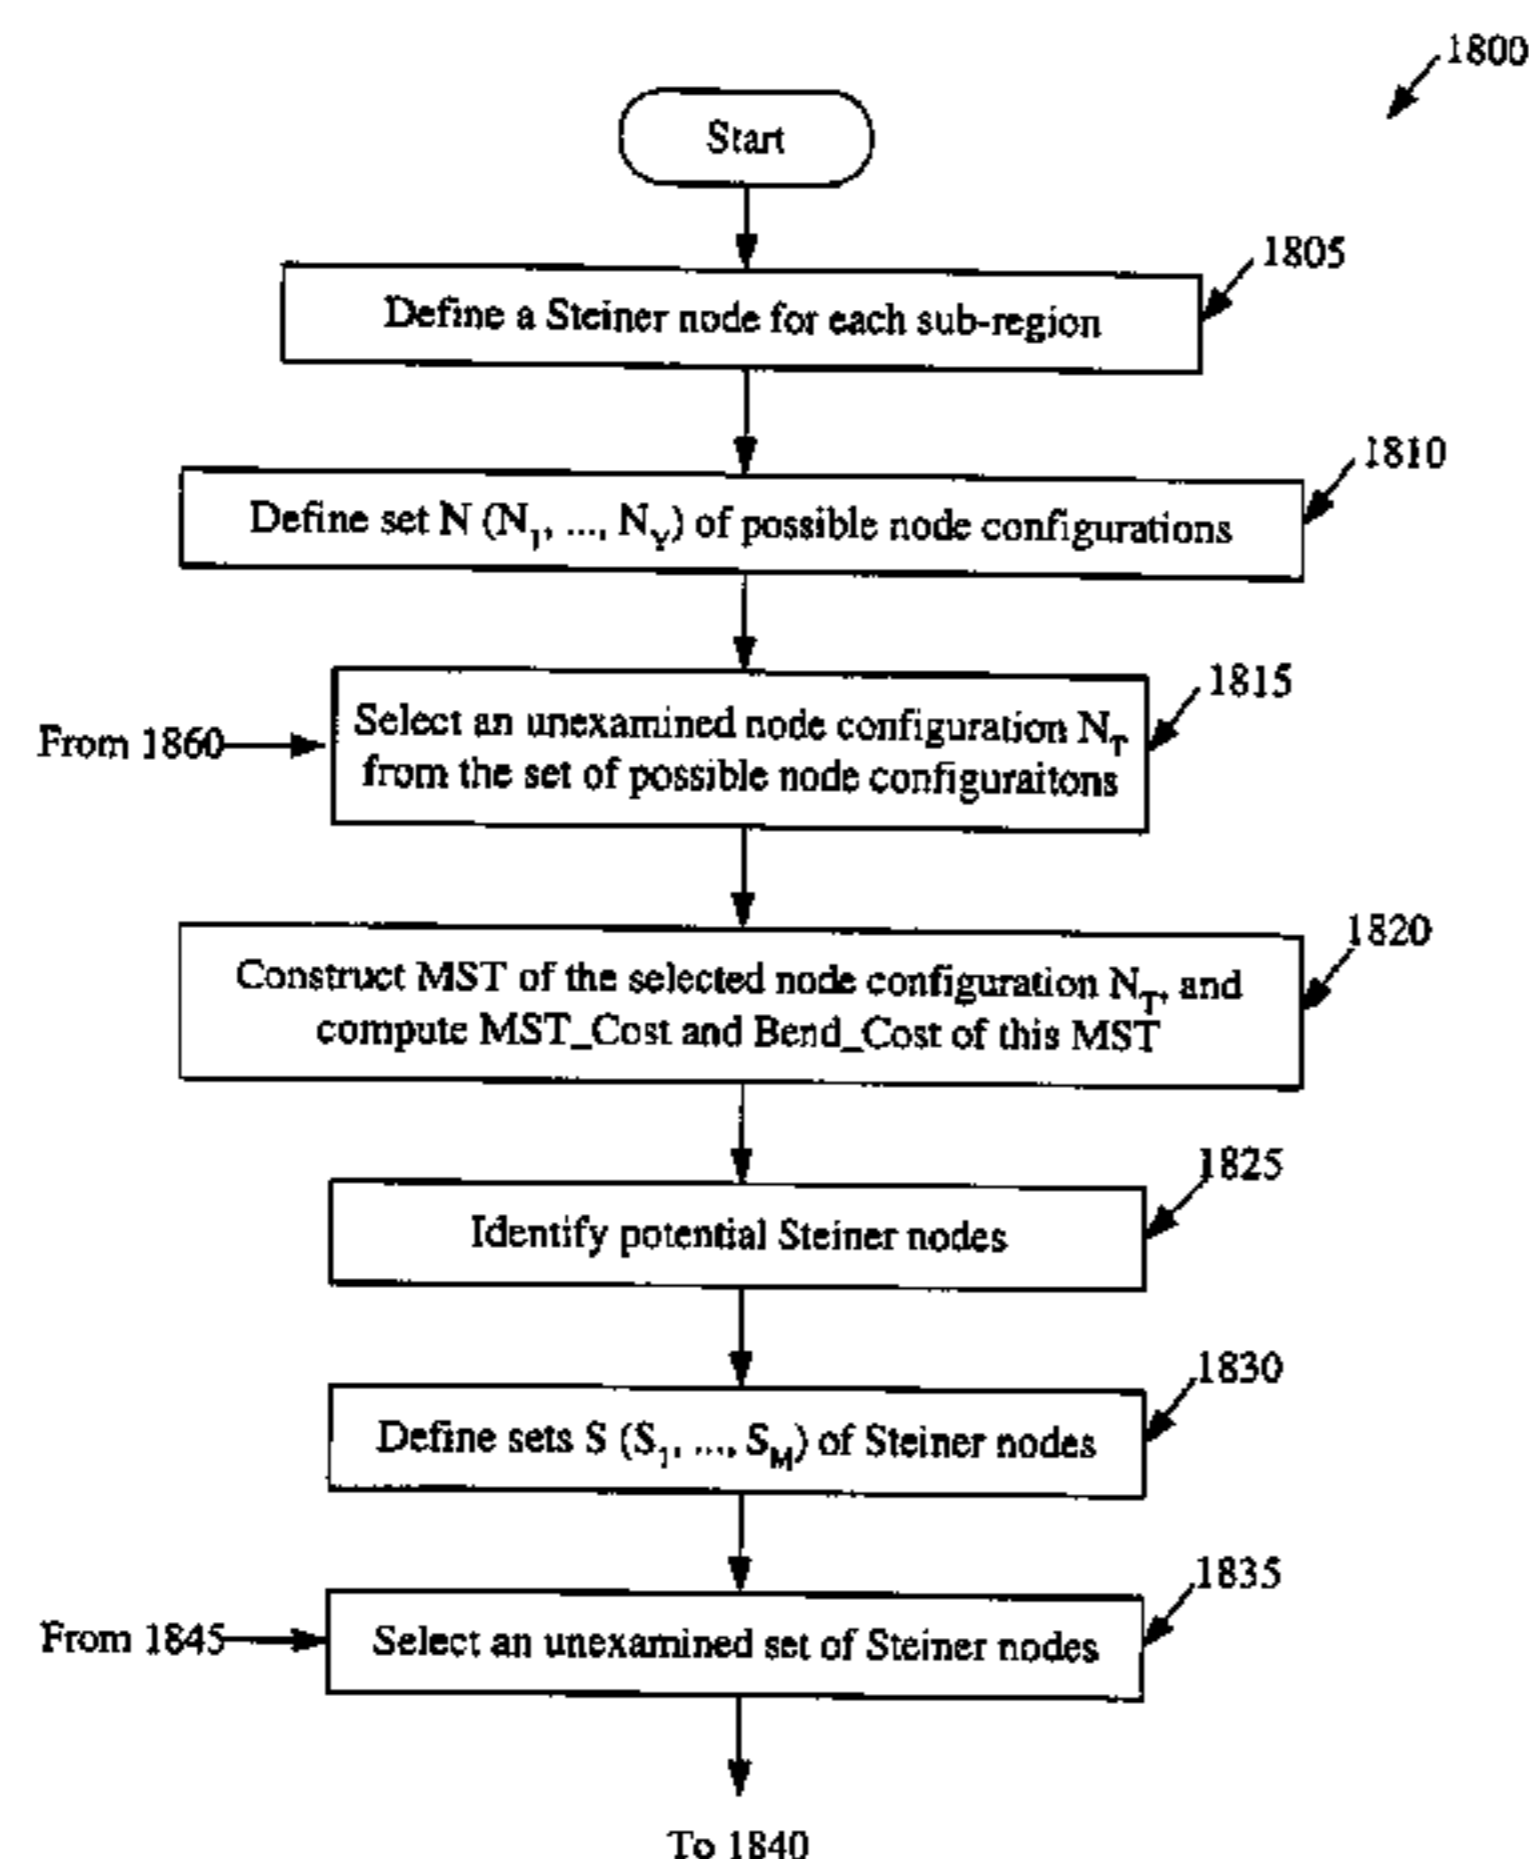 1800
Start
1805
Define a Steiner node for each sub-region
1810
Define set N (N1, ..., NY) of possible node configurations
1815
Select an unexamined node configuration NT
From 1860
from the set of possible node configuraitons
1820
Construct MST of the selected node configuration NT, and
compute MST_Cost and Bend_Cost of this MST
1825
Identify potential Steiner nodes
1830
Define sets S (S1, ..., SM) of Steiner nodes
1835
From 1845
Select an unexamined set of Steiner nodes
To 1840